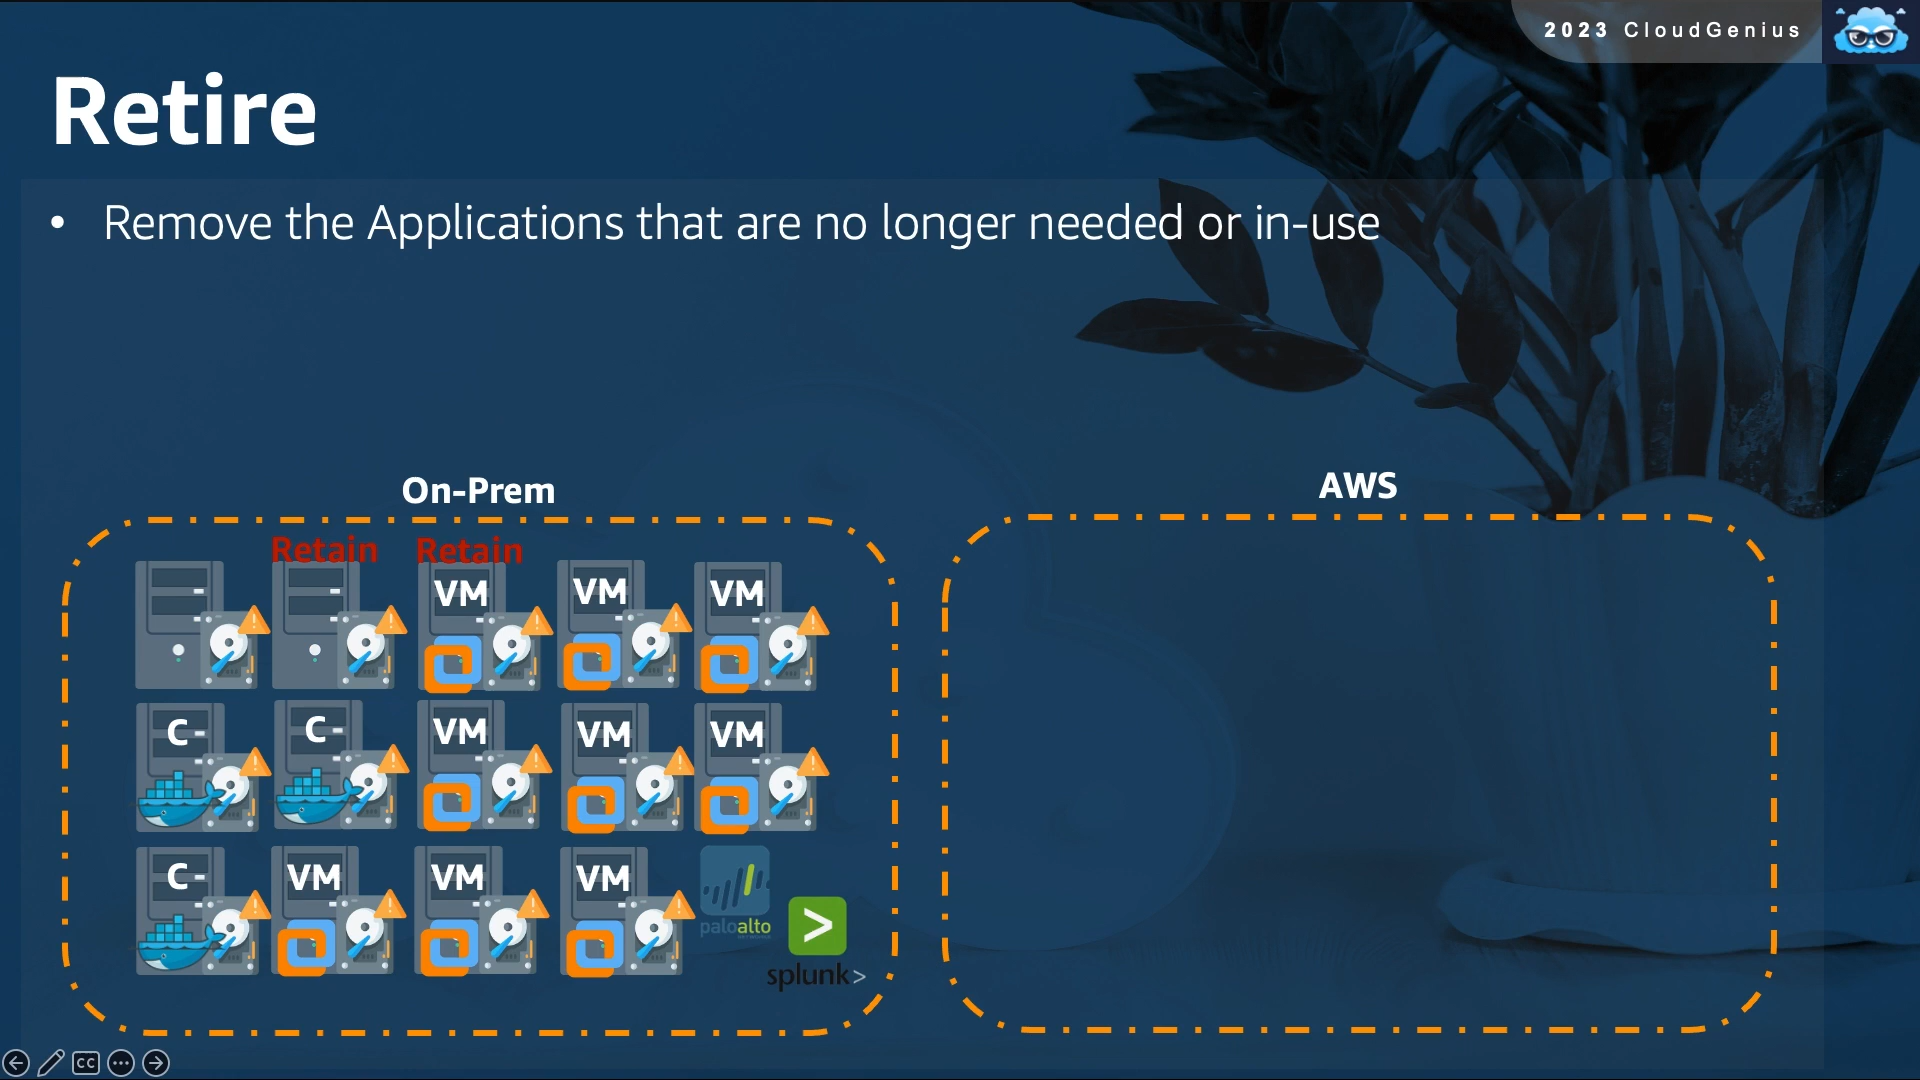 2023 CloudGenius
Retire
• Remove the Applications that are no longer needed or in-use
On-Prem
AWS
Retain Retain
VM VM VM
C- C- VM VM VM
C- VM VM VM
paloalto
>
splunk>
CC